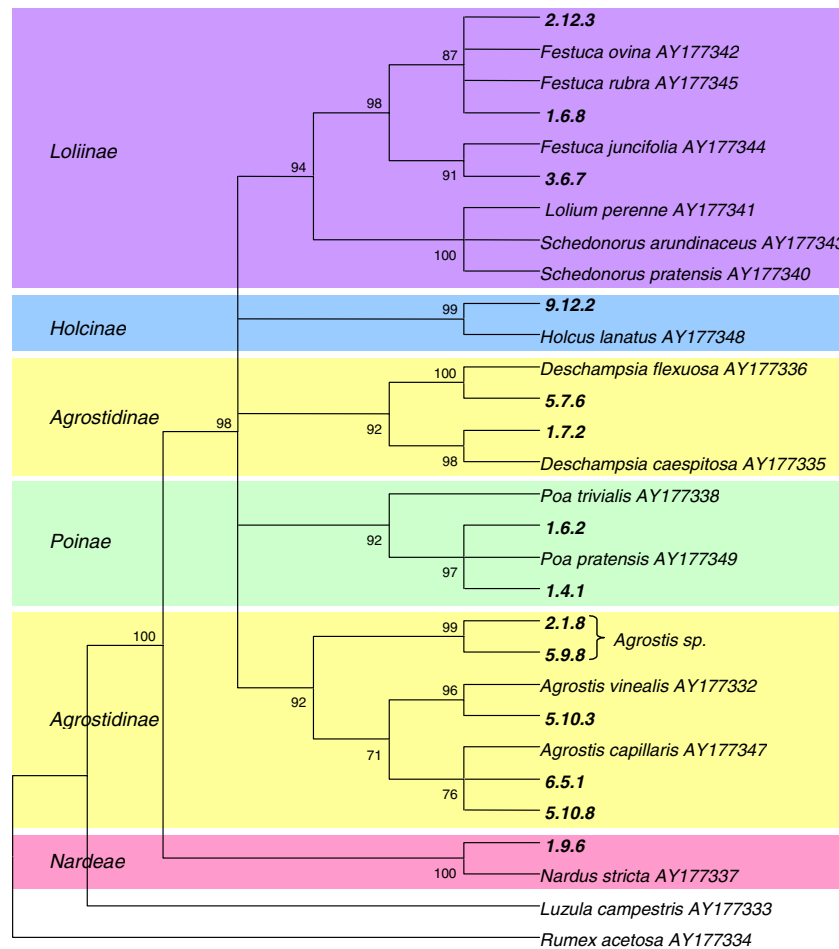 2.12.3
Festuca ovina AY177342
87
Festuca rubra AY177345
98
1.6.8
Loliinae
Festuca juncifolia AY177344
94
91
3.6.7
Lolium perenne AY177341
Schedonorus arundinaceus AY177343
100
Schedonorus pratensis AY177340
99
9.12.2
Holcinae
Holcus lanatus AY177348
Deschampsia flexuosa AY177336
100
5.7.6
Agrostidinae
98
92
1.7.2
98
Deschampsia caespitosa AY177335
Poa trivialis AY177338
1.6.2
Poinae
92
Poa pratensis AY177349
97
1.4.1
2.1.8
100
99
Agrostis sp.
5.9.8
Agrostis vinealis AY177332
96
92
Agrostidinae
5.10.3
71
Agrostis capillaris AY177347
6.5.1
76
5.10.8
1.9.6
Nardeae
100
Nardus stricta AY177337
Luzula campestris AY177333
Rumex acetosa AY177334